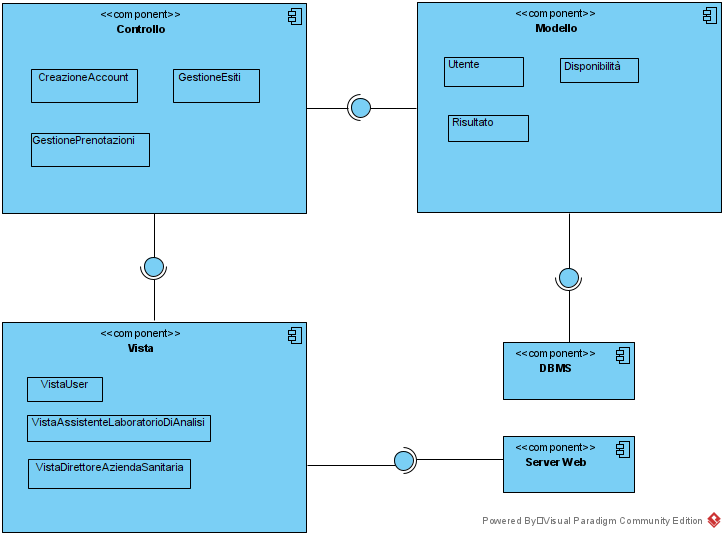 <<component>>
Controllo
CreazioneAccount
GestioneEsiti
GestionePrenotazioni
<<component>>
Modello
Utente
Disponibilità
Risultato
<<component>>
Vista
VistaUser
VistaAssistenteLaboratorioDiAnalisi
VistaDirettoreAziendaSanitaria
<<component>>
DBMS
<<component>>
Server Web
Powered By Visual Paradigm Community Edition